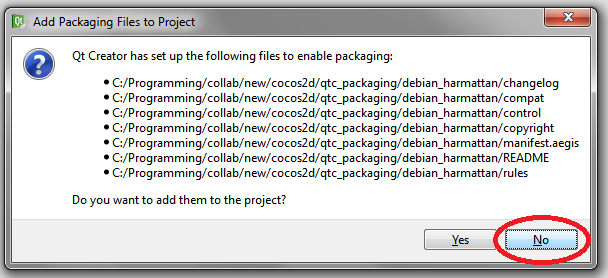 Add Packaging Files to Project
Qt Creator has set up the following files to enable packaging:
• C:/Programming/collab/new/cocos2d/qtc_packaging/debian_harmattan/changelog
• C:/Programming/collab/new/cocos2d/qtc_packaging/debian_harmattan/compat
• C:/Programming/collab/new/cocos2d/qtc_packaging/debian_harmattan/control
• C:/Programming/collab/new/cocos2d/qtc_packaging/debian_harmattan/copyright
• C:/Programming/collab/new/cocos2d/qtc_packaging/debian_harmattan/manifest.aegis
• C:/Programming/collab/new/cocos2d/qtc_packaging/debian_harmattan/README
• C:/Programming/collab/new/cocos2d/qtc_packaging/debian_harmattan/rules
Do you want to add them to the project?
Yes No